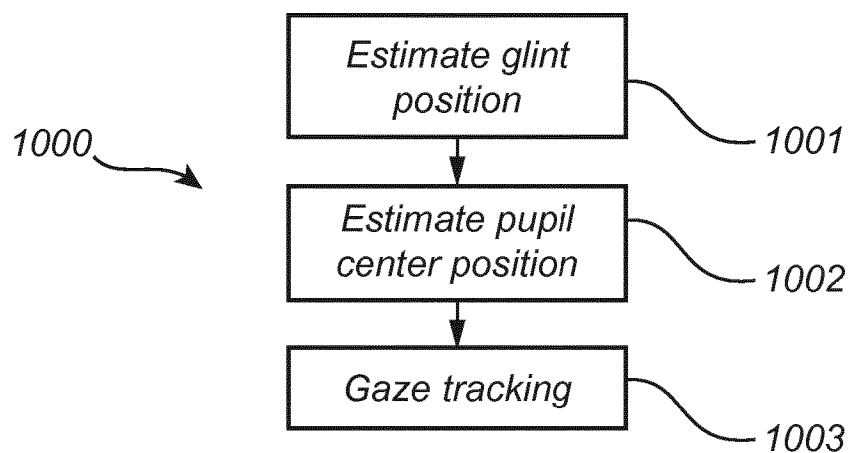 Estimate glint
position
1001
1000
Estimate pupil
center position
1002
Gaze tracking
1003